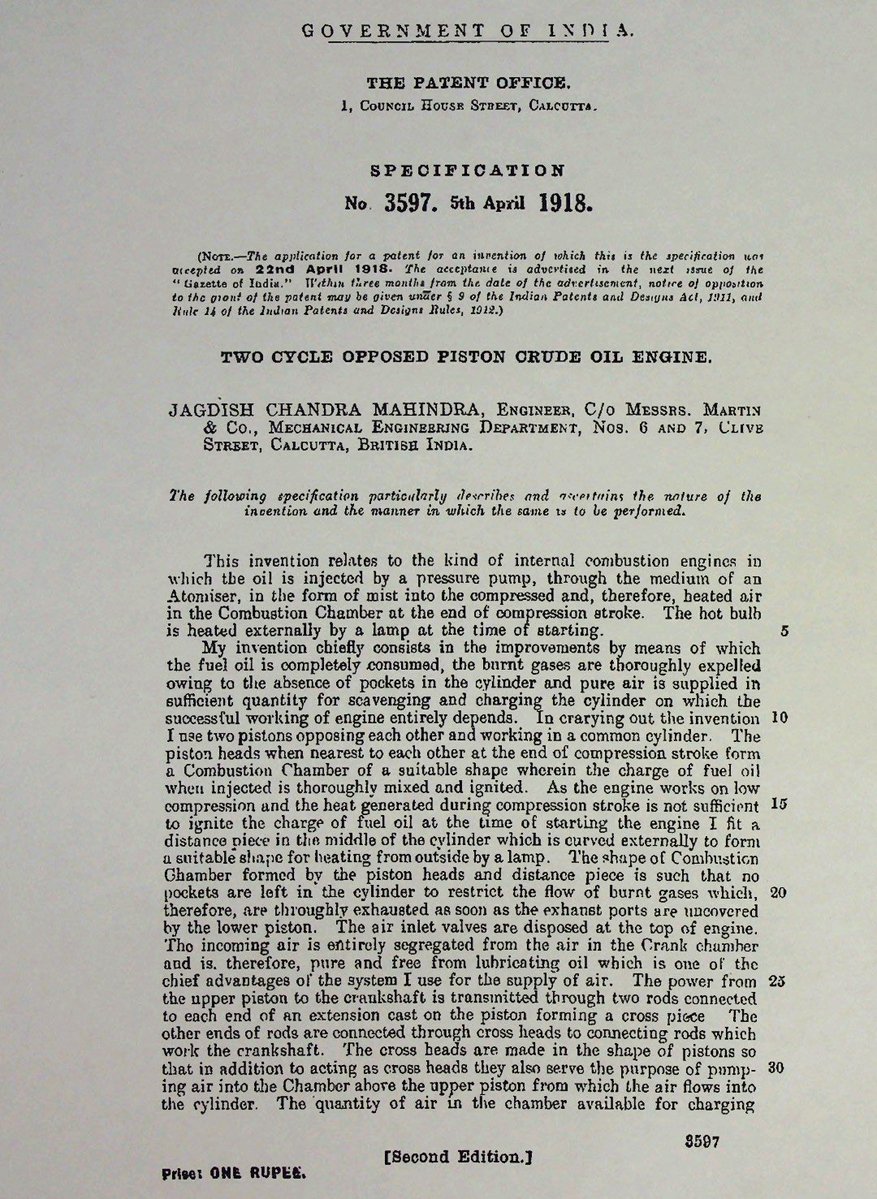 GOVERNMENT OF INDIA.
THE PATENT OFFICE.
1, COUNCIL HOUSE STREET, CALCUTTA.
SPECIFICATION
No. 3597. 5th April 1918.
(NOTE.—The application for a patent for an invention of which this is the specification was
accepted on 22nd April 1918. The acceptance is advertised in the next issue of the
"Gazette of India." Within three months from the date of the advertisement, notice of opposition
to the grant of the patent may be given under § 9 of the Indian Patents and Designs Act, 1911, and
Rule 14 of the Indian Patents and Designs Rules, 1912.)
TWO CYCLE OPPOSED PISTON CRUDE OIL ENGINE.
JAGDISH CHANDRA MAHINDRA, ENGINEER, C/O MESSRS. MARTIN
& CO., MECHANICAL ENGINEERING DEPARTMENT, NOS. 6 AND 7, CLIVE
STREET, CALCUTTA, BRITISH INDIA.
The following specification particularly describes and ascertains the nature of the
invention and the manner in which the same is to be performed.
This invention relates to the kind of internal combustion engines in
which the oil is injected by a pressure pump, through the medium of an
Atomiser, in the form of mist into the compressed and, therefore, heated air
in the Combustion Chamber at the end of compression stroke. The hot bulb
is heated externally by a lamp at the time of starting. 5
My invention chiefly consists in the improvements by means of which
the fuel oil is completely consumed, the burnt gases are thoroughly expelled
owing to the absence of pockets in the cylinder and pure air is supplied in
sufficient quantity for scavenging and charging the cylinder on which the
successful working of engine entirely depends. In crarying out the invention 10
I use two pistons opposing each other and working in a common cylinder. The
piston heads when nearest to each other at the end of compression stroke form
a Combustion Chamber of a suitable shape wherein the charge of fuel oil
when injected is thoroughly mixed and ignited. As the engine works on low
compression and the heat generated during compression stroke is not sufficient 15
to ignite the charge of fuel oil at the time of starting the engine I fit a
distance piece in the middle of the cylinder which is curved externally to form
a suitable shape for heating from outside by a lamp. The shape of Combustion
Chamber formed by the piston heads and distance piece is such that no
pockets are left in the cylinder to restrict the flow of burnt gases which, 20
therefore, are throughly exhausted as soon as the exhaust ports are uncovered
by the lower piston. The air inlet valves are disposed at the top of engine.
The incoming air is entirely segregated from the air in the Crank chamber
and is. therefore, pure and free from lubricating oil which is one of the
chief advantages of the system I use for the supply of air. The power from 25
the upper piston to the crankshaft is transmitted through two rods connected
to each end of an extension cast on the piston forming a cross piece The
other ends of rods are connected through cross heads to connecting rods which
work the crankshaft. The cross heads are made in the shape of pistons so
that in addition to acting as cross heads they also serve the purpose of pump- 30
ing air into the Chamber above the upper piston from which the air flows into
the cylinder. The quantity of air in the chamber available for charging
3597
[Second Edition.]
Price: ONE RUPEE.